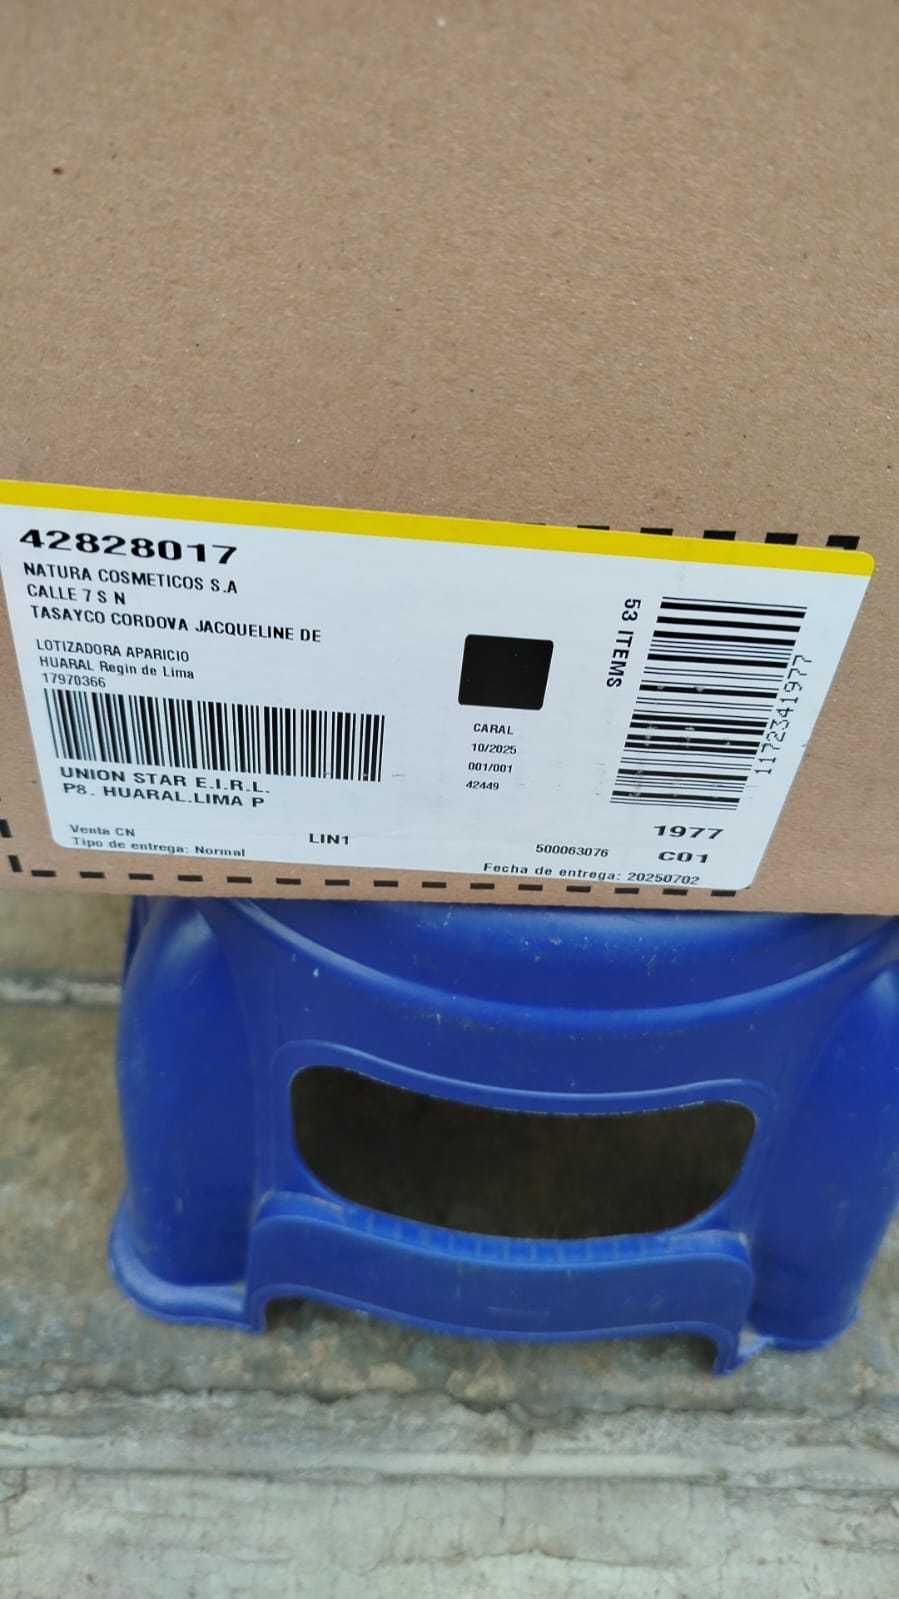 42828017
NATURA COSMETICOS S.A
CALLE 7 S N
TASAYCO CORDOVA JACQUELINE DE
LOTIZADORA APARICIO
HUARAL Regin de Lima
17970366
UNION STAR E.I.R.L.
P8. HUARAL.LIMA P
Venta CN
Tipo de entrega: Normal
LIN1
CARAL
10/2025
001/001
42449
53 ITEMS
1172341977
1977
500063076
C01
Fecha de entrega: 20250702